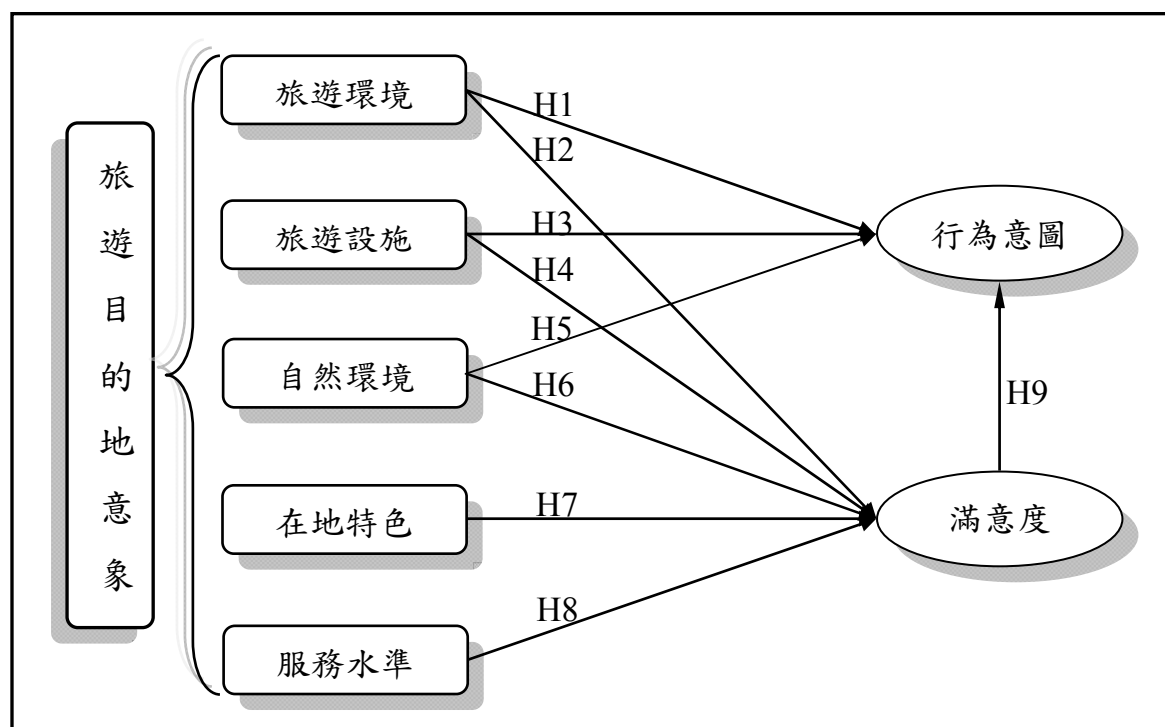 旅遊目的地意象
旅遊環境
旅遊設施
自然環境
在地特色
服務水準
H1
H2
H3
H4
H5
H6
H7
H8
行為意圖
H9
滿意度